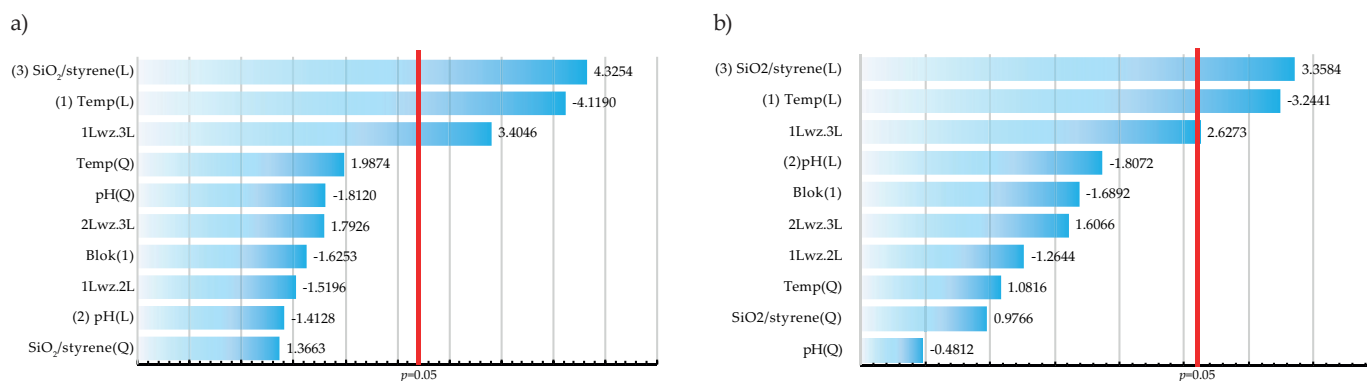 a)
(3) SiO₂/styrene(L)
4.3254
(1) Temp(L)
-4.1190
1Lwz.3L
3.4046
Temp(Q)
1.9874
pH(Q)
-1.8120
2Lwz.3L
1.7926
Blok(1)
-1.6253
1Lwz.2L
-1.5196
(2) pH(L)
-1.4128
SiO₂/styrene(Q)
1.3663
p=0.05
b)
(3) SiO2/styrene(L)
3.3584
(1) Temp(L)
-3.2441
1Lwz.3L
2.6273
(2)pH(L)
-1.8072
Blok(1)
-1.6892
2Lwz.3L
1.6066
1Lwz.2L
-1.2644
Temp(Q)
1.0816
SiO2/styrene(Q)
0.9766
pH(Q)
-0.4812
p=0.05